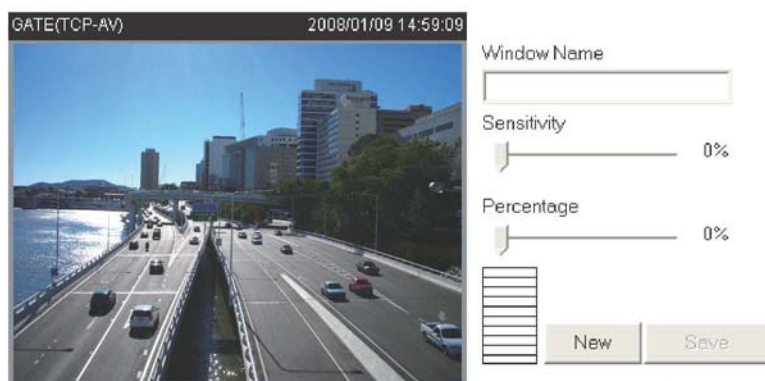 GATE(TCP-AV) 2008/01/09 14:59:09
Window Name
Sensitivity
0%
Percentage
0%
New Save